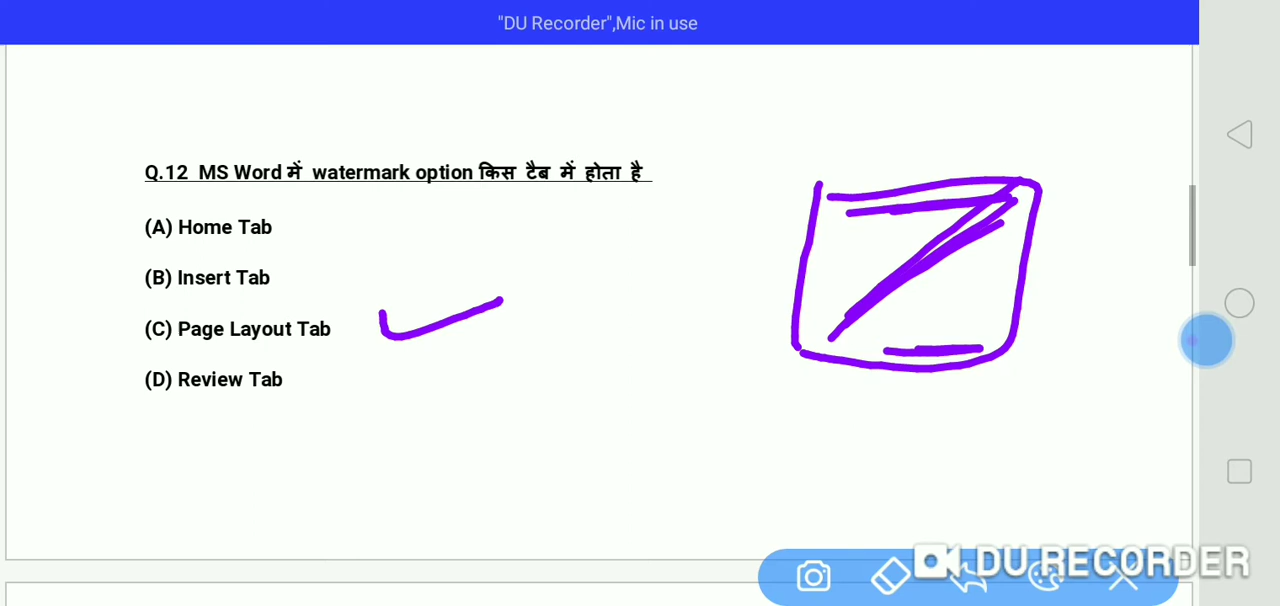 "DU Recorder",Mic in use
Q.12 MS Word में watermark option किस टैब में होता है
(A) Home Tab
(B) Insert Tab
(C) Page Layout Tab
(D) Review Tab
DU RECORDER